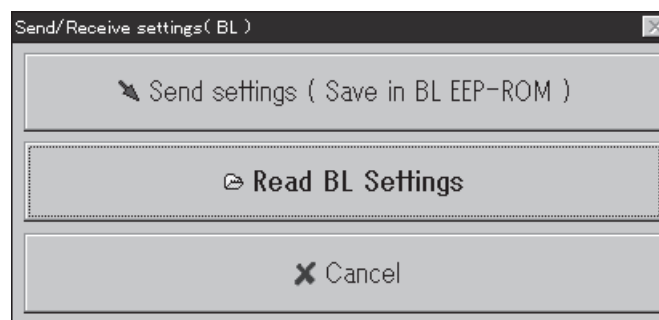 Send/Receive settings( BL )
Send settings ( Save in BL EEP-ROM )
Read BL Settings
Cancel